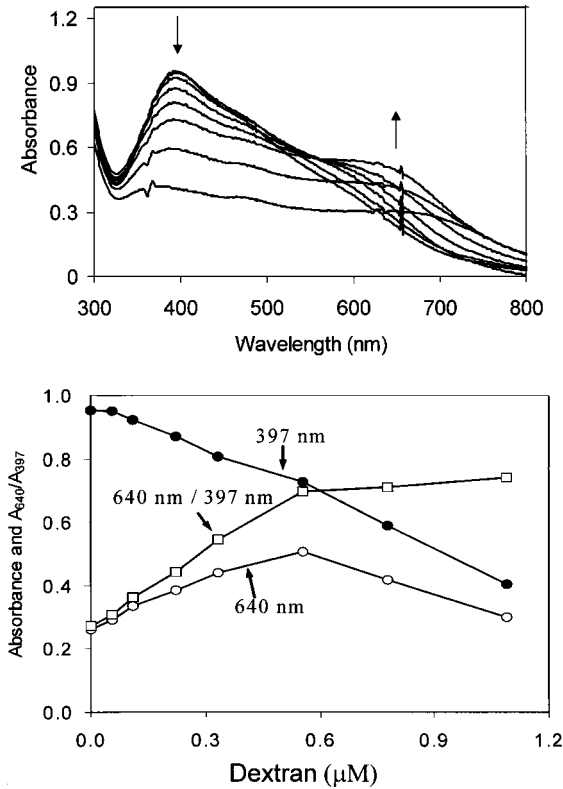 1.2
0.9
0.6
0.3
0
Absorbance
300 400 500 600 700 800
Wavelength (nm)
1.0
0.8
0.6
0.4
0.2
0.0
Absorbance and A640/A397
397 nm
640 nm / 397 nm
640 nm
0.0 0.3 0.6 0.9 1.2
Dextran (μM)